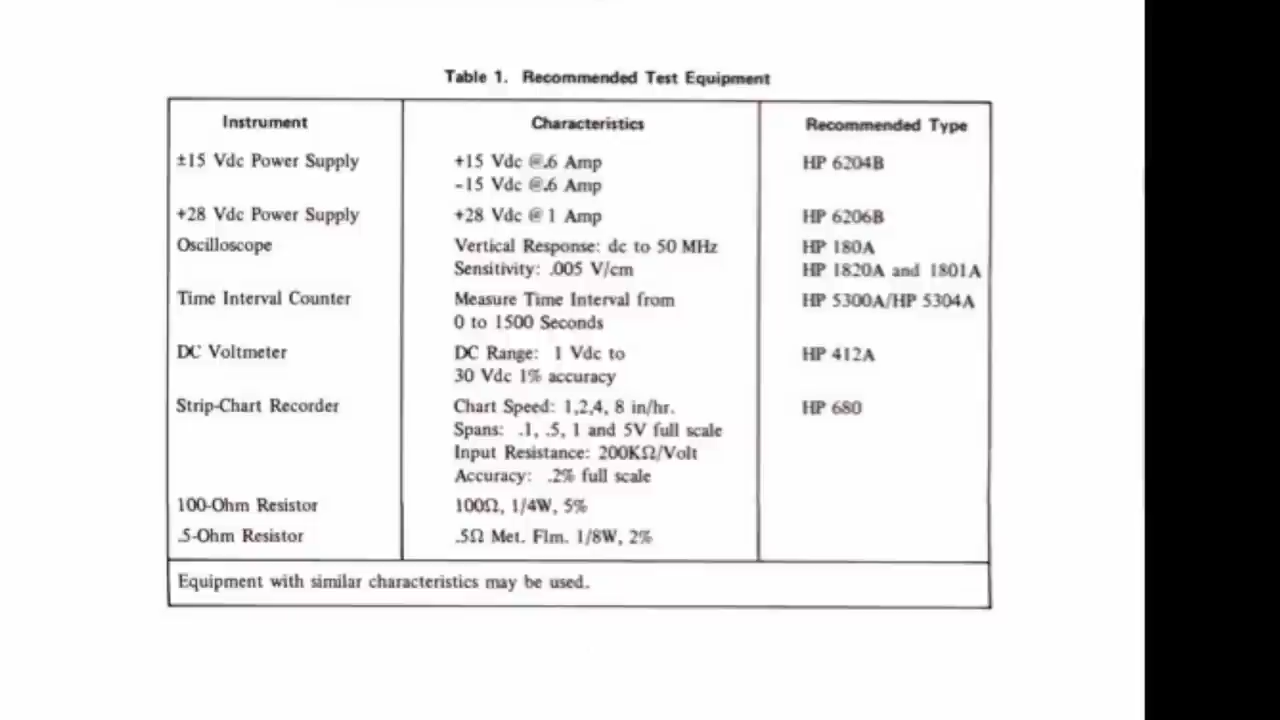 Table 1. Recommended Test Equipment
Instrument Characteristics Recommended Type
±15 Vdc Power Supply +15 Vdc @.6 Amp HP 6204B
-15 Vdc @.6 Amp
+28 Vdc Power Supply +28 Vdc @ 1 Amp HP 6206B
Oscilloscope Vertical Response: dc to 50 MHz HP 180A
Sensitivity: .005 V/cm HP 1820A and 1801A
Time Interval Counter Measure Time Interval from HP 5300A/HP 5304A
0 to 1500 Seconds
DC Voltmeter DC Range: 1 Vdc to HP 412A
30 Vdc 1% accuracy
Strip-Chart Recorder Chart Speed: 1,2,4, 8 in/hr. HP 680
Spans: .1, .5, 1 and 5V full scale
Input Resistance: 200KΩ/Volt
Accuracy: .2% full scale
100-Ohm Resistor 100Ω, 1/4W, 5%
.5-Ohm Resistor .5Ω Met. Flm. 1/8W, 2%
Equipment with similar characteristics may be used.